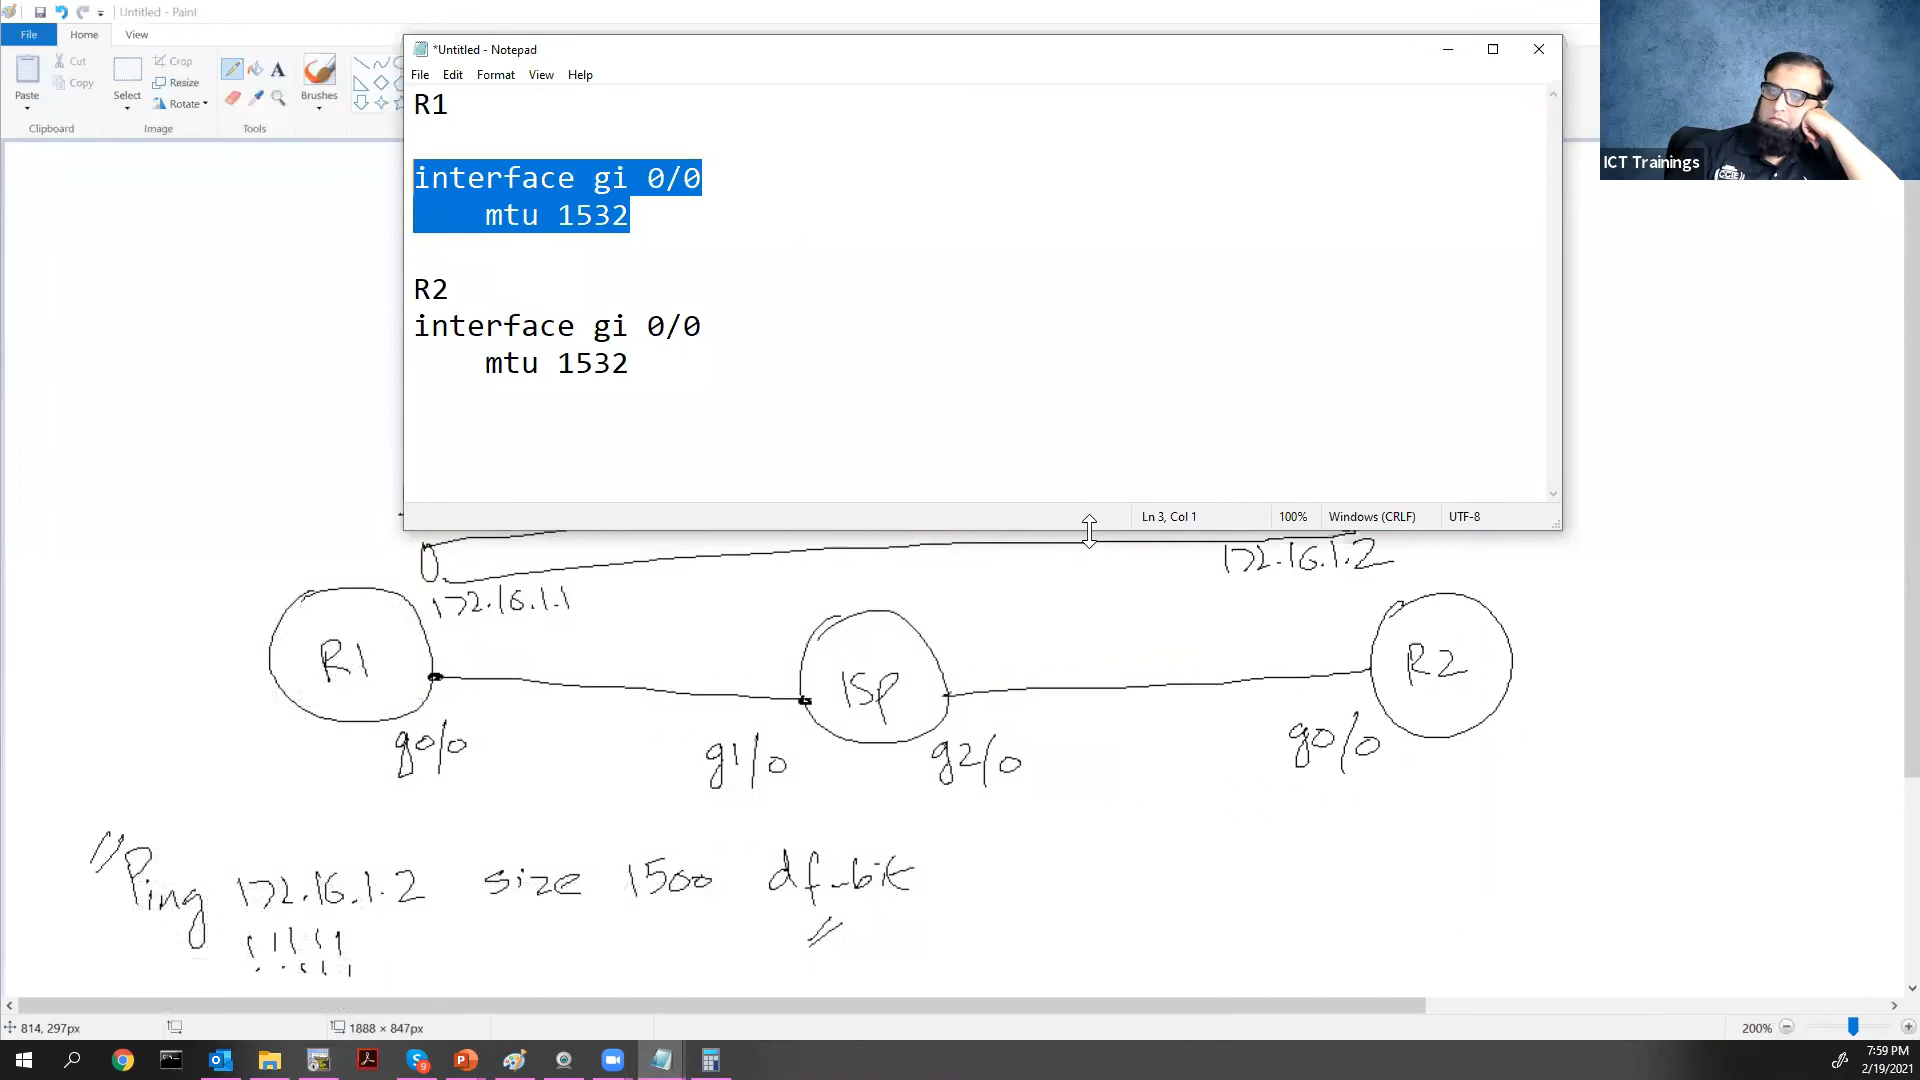 Untitled - Paint
File Home View
Paste
Cut
Copy
Clipboard
Select
Crop
Resize
Rotate
Image
Tools
Brushes
*Untitled - Notepad
File Edit Format View Help
R1
interface gi 0/0
mtu 1532
R2
interface gi 0/0
mtu 1532
Ln 3, Col 1 100% Windows (CRLF) UTF-8
ICT Trainings
CCIE
172.16.1.1
172.16.1.2
R1
ISP
R2
g0/0
g1/0
g2/0
g0/0
"Ping 172.16.1.2 size 1500 df-bit"
!!!!!
814, 297px
1888 × 847px
200%
9
7:59 PM
2/19/2021